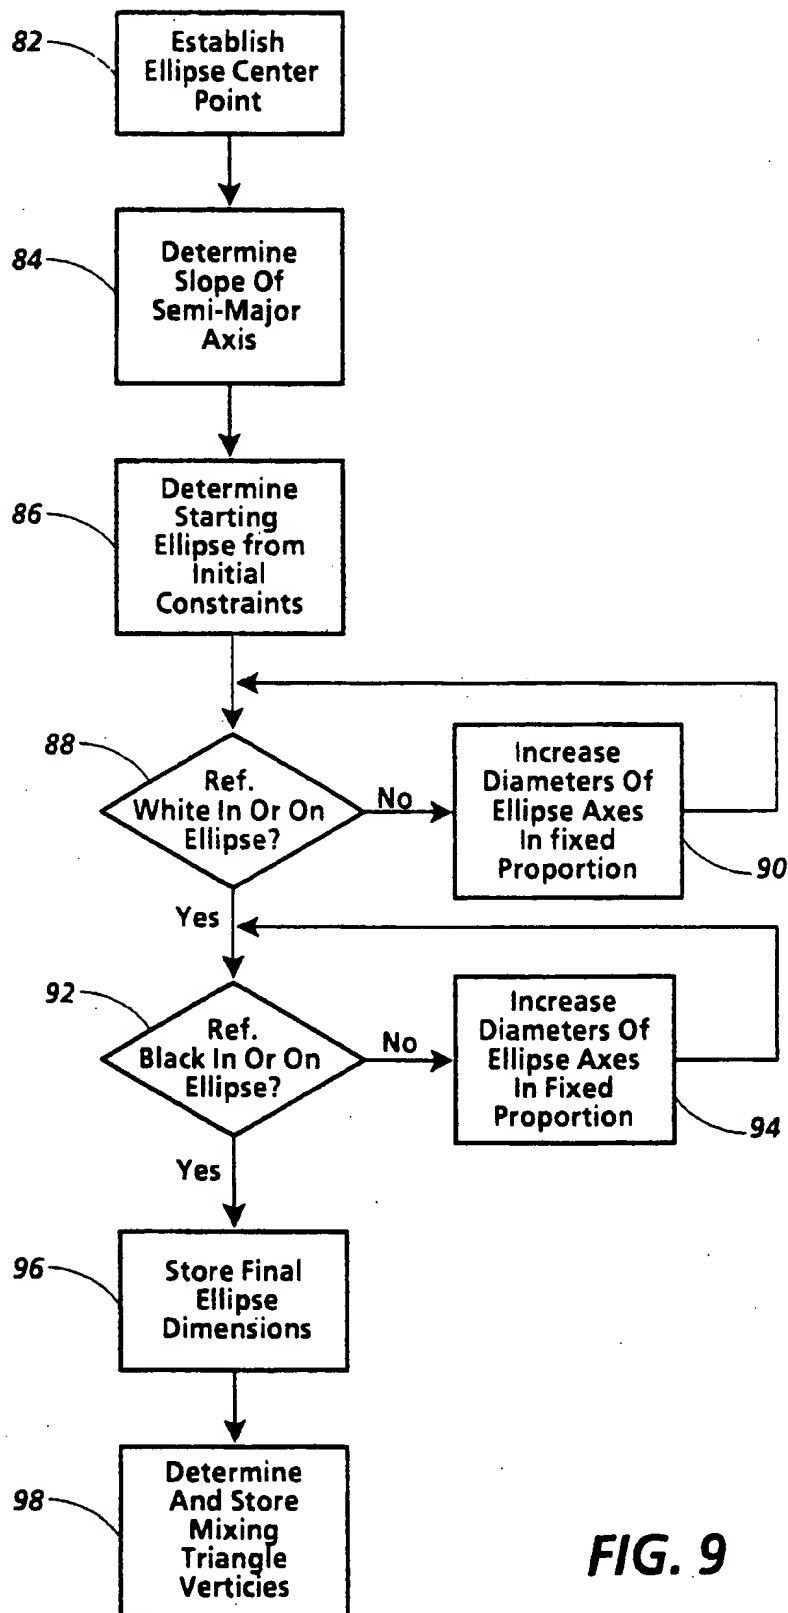 82
Establish
Ellipse Center
Point
84
Determine
Slope Of
Semi-Major
Axis
86
Determine
Starting
Ellipse from
Initial
Constraints
88
Ref.
White In Or On
Ellipse?
No
Increase
Diameters Of
Ellipse Axes
In fixed
Proportion
90
Yes
92
Ref.
Black In Or On
Ellipse?
No
Increase
Diameters Of
Ellipse Axes
In Fixed
Proportion
94
Yes
96
Store Final
Ellipse
Dimensions
98
Determine
And Store
Mixing
Triangle
Verticies
FIG. 9